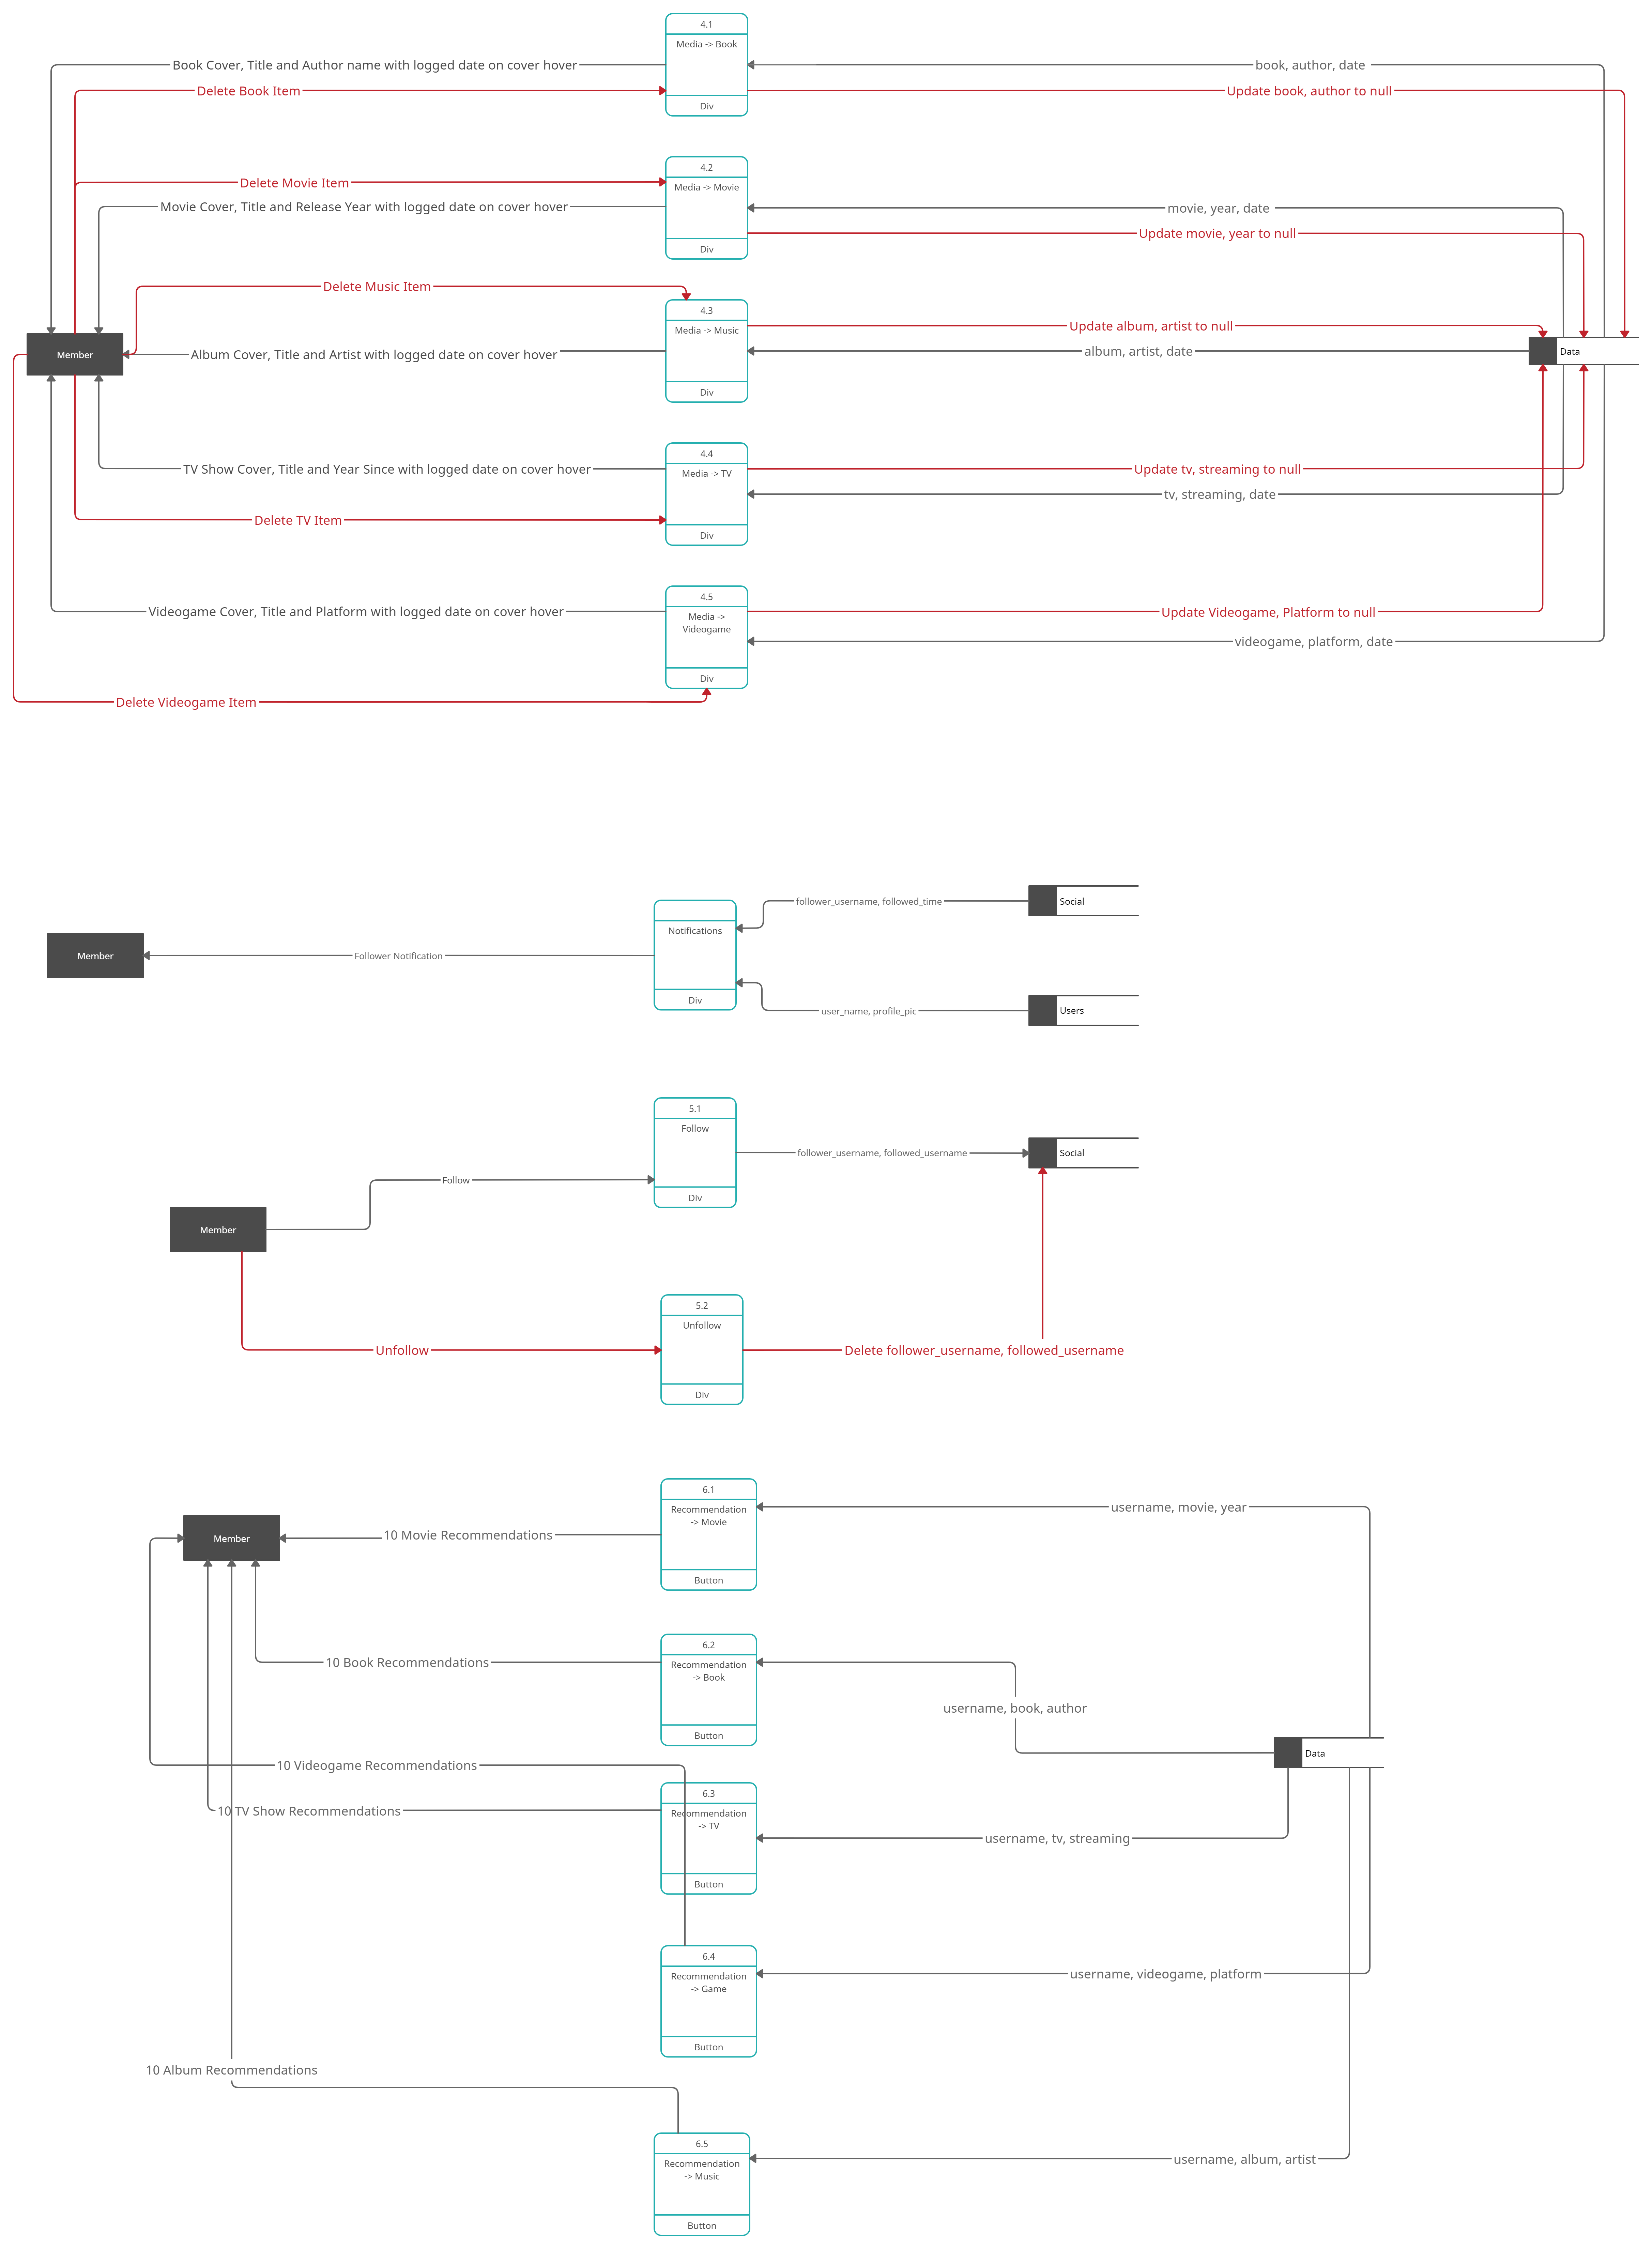 4.1
Media -> Book
Book Cover, Title and Author name with logged date on cover hover
book, author, date
Delete Book Item
Update book, author to null
Div
4.2
Delete Movie Item
Media -> Movie
Movie Cover, Title and Release Year with logged date on cover hover
movie, year, date
Update movie, year to null
Div
Delete Music Item
4.3
Media -> Music
Update album, artist to null
Member
Album Cover, Title and Artist with logged date on cover hover
album, artist, date
Data
Div
4.4
TV Show Cover, Title and Year Since with logged date on cover hover
Media -> TV
Update tv, streaming to null
tv, streaming, date
Delete TV Item
Div
4.5
Videogame Cover, Title and Platform with logged date on cover hover
Media ->
Videogame
Update Videogame, Platform to null
videogame, platform, date
Div
Delete Videogame Item
follower_username, followed_time
Social
Notifications
Member
Follower Notification
Div
user_name, profile_pic
Users
5.1
Follow
follower_username, followed_username
Social
Follow
Div
Member
5.2
Unfollow
Unfollow
Delete follower_username, followed_username
Div
6.1
Recommendation
-> Movie
username, movie, year
Member
10 Movie Recommendations
Button
6.2
10 Book Recommendations
Recommendation
-> Book
username, book, author
Button
Data
10 Videogame Recommendations
6.3
10 TV Show Recommendations
Recommendation
-> TV
username, tv, streaming
Button
6.4
Recommendation
-> Game
username, videogame, platform
Button
10 Album Recommendations
6.5
Recommendation
-> Music
username, album, artist
Button